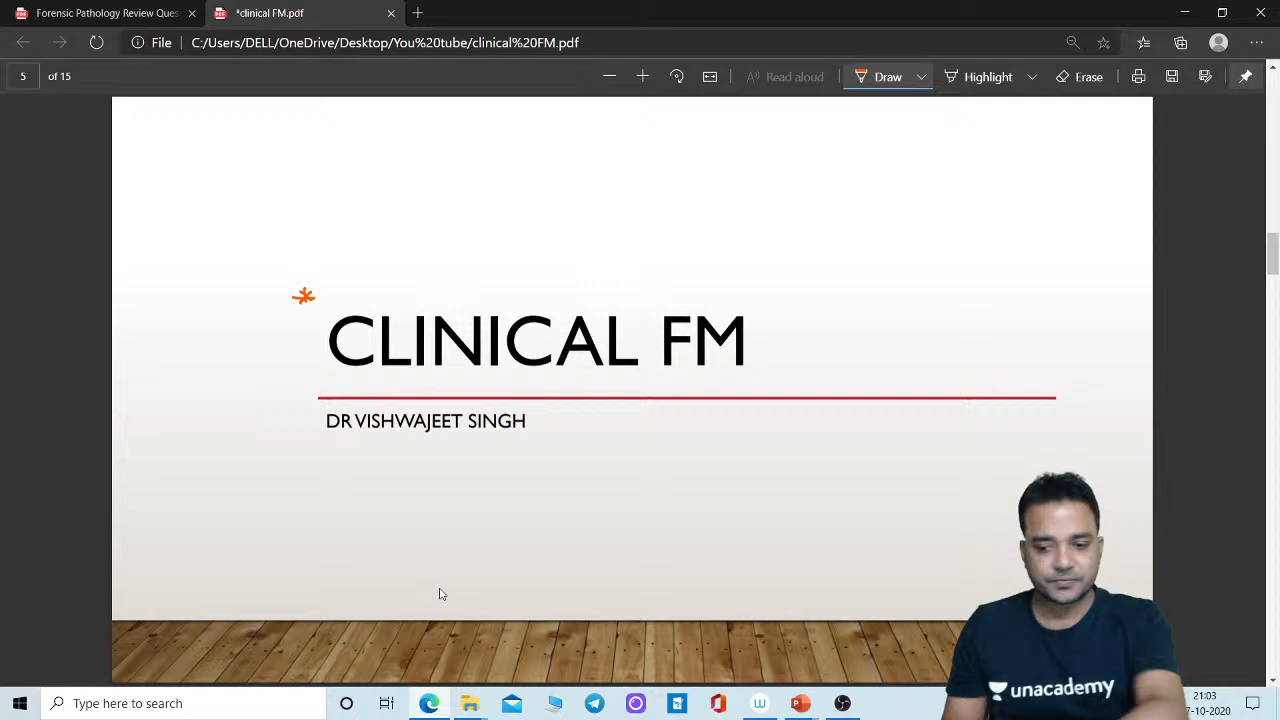 Forensic Pathology Review Ques
*clinical FM.pdf
File
C:/Users/DELL/OneDrive/Desktop/You%20tube/clinical%20FM.pdf
5 of 15
Read aloud
Draw
Highlight
Erase
CLINICAL FM
DR VISHWAJEET SINGH
unacademy
Type here to search
21:03
7-10-2020